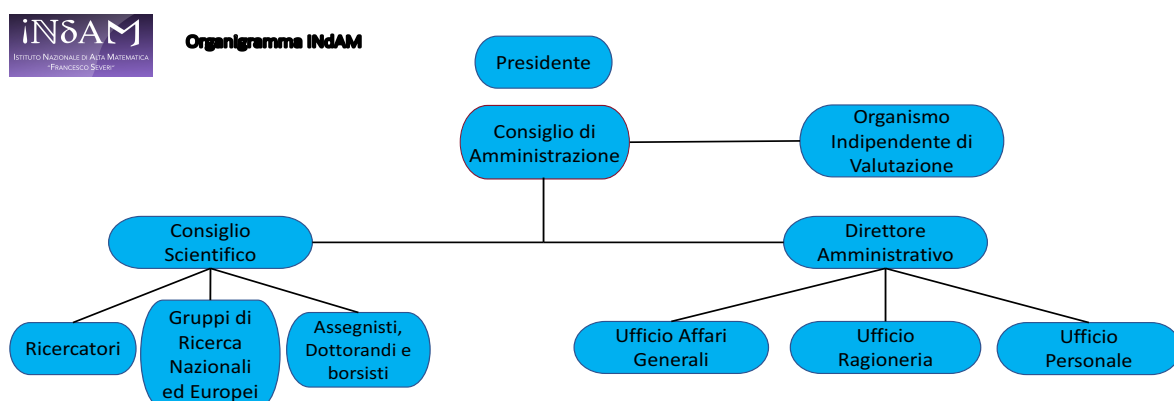 iNδAM
ISTITUTO NAZIONALE DI ALTA MATEMATICA
"FRANCESCO SEVERI"
Organigramma INdAM
Presidente
Consiglio di
Amministrazione
Organismo
Indipendente di
Valutazione
Consiglio
Scientifico
Direttore
Amministrativo
Ricercatori
Gruppi di
Ricerca
Nazionali
ed Europei
Assegnisti,
Dottorandi e
borsisti
Ufficio Affari
Generali
Ufficio
Ragioneria
Ufficio
Personale